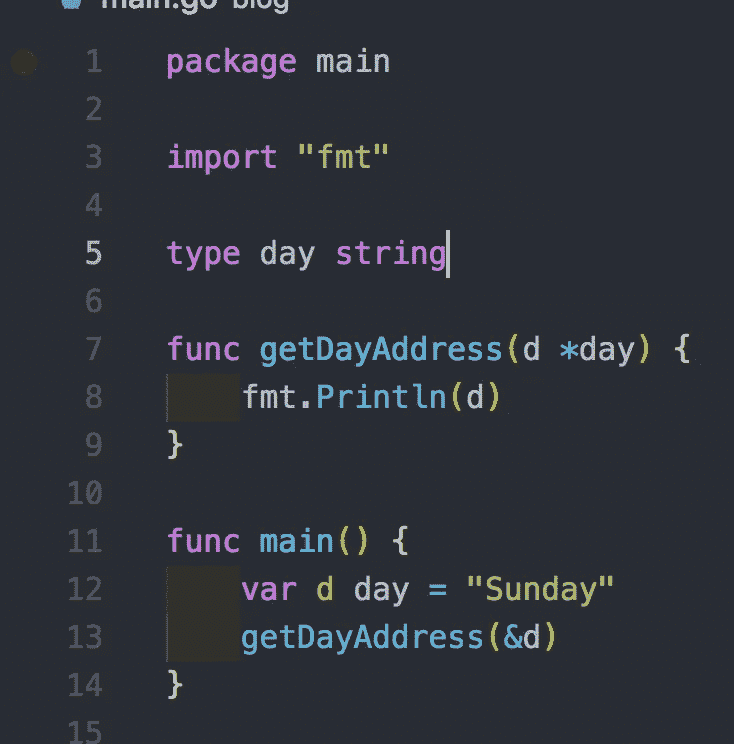 main.go blog
1 package main
2
3 import "fmt"
4
5 type day string
6
7 func getDayAddress(d *day) {
8 fmt.Println(d)
9 }
10
11 func main() {
12 var d day = "Sunday"
13 getDayAddress(&d)
14 }
15